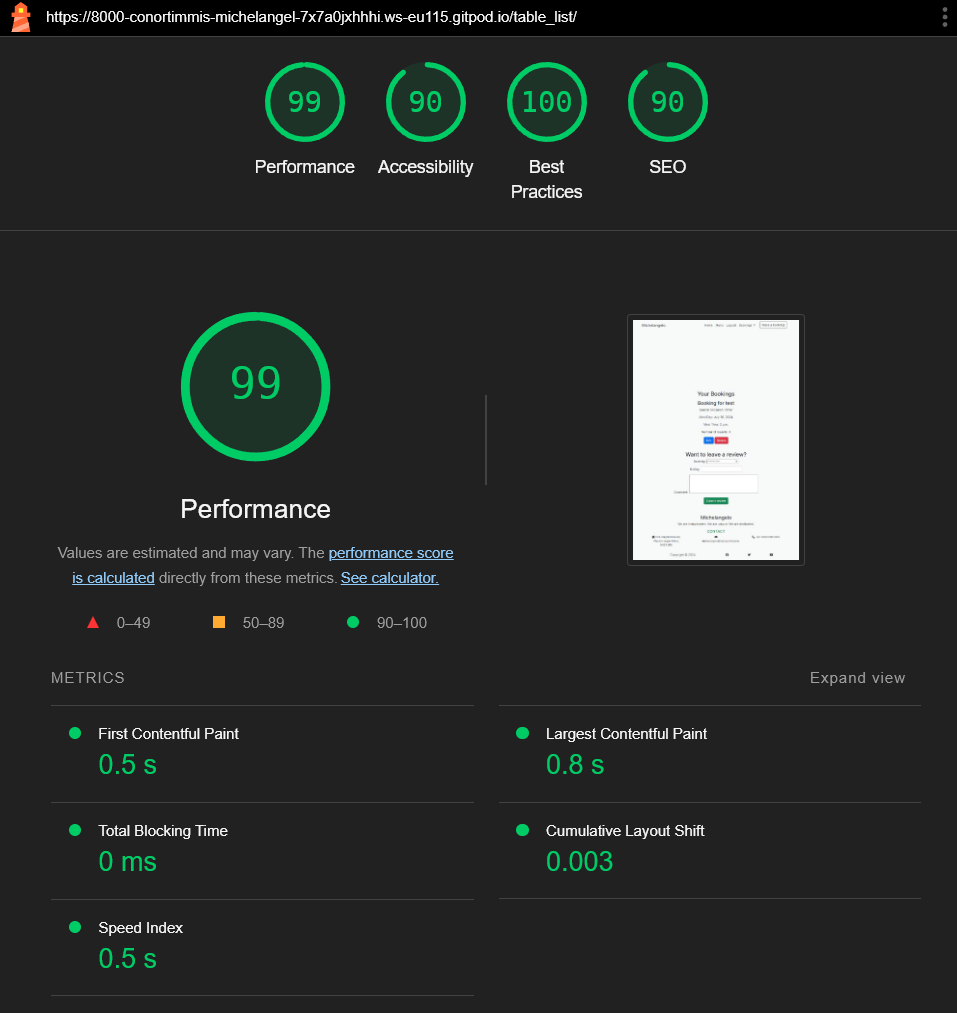 https://8000-conortimmis-michelangel-7x7a0jxhhhi.ws-eu115.gitpod.io/table_list/
99
90
100
90
Performance
Accessibility
Best
Practices
SEO
99
Performance
Values are estimated and may vary. The performance score
is calculated directly from these metrics. See calculator.
0–49
50–89
90–100
Michelangelo
Your Bookings
Booking for test
Want to leave a review?
Michelangelo
CONTACT
METRICS
Expand view
First Contentful Paint
0.5 s
Largest Contentful Paint
0.8 s
Total Blocking Time
0 ms
Cumulative Layout Shift
0.003
Speed Index
0.5 s